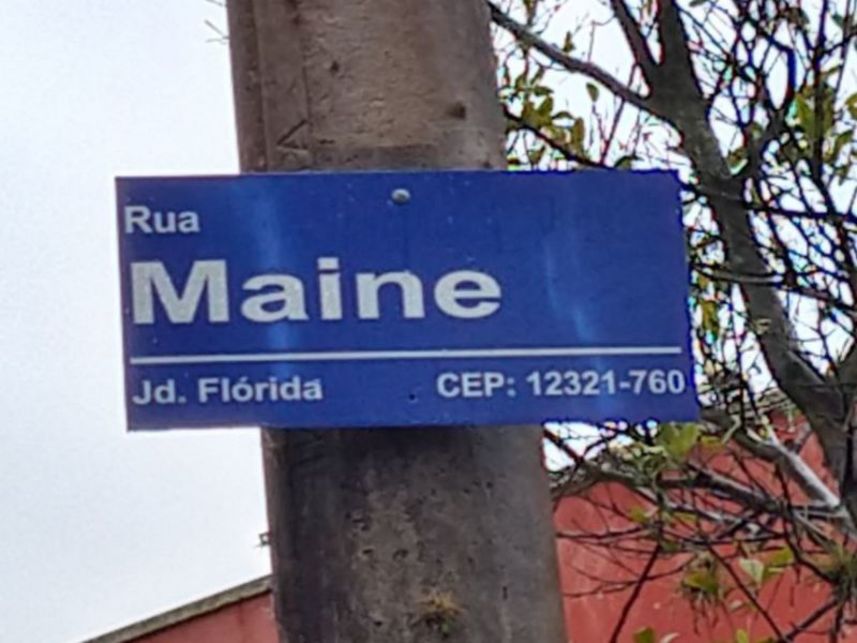 Rua
Maine
Jd. Flórida CEP: 12321-760